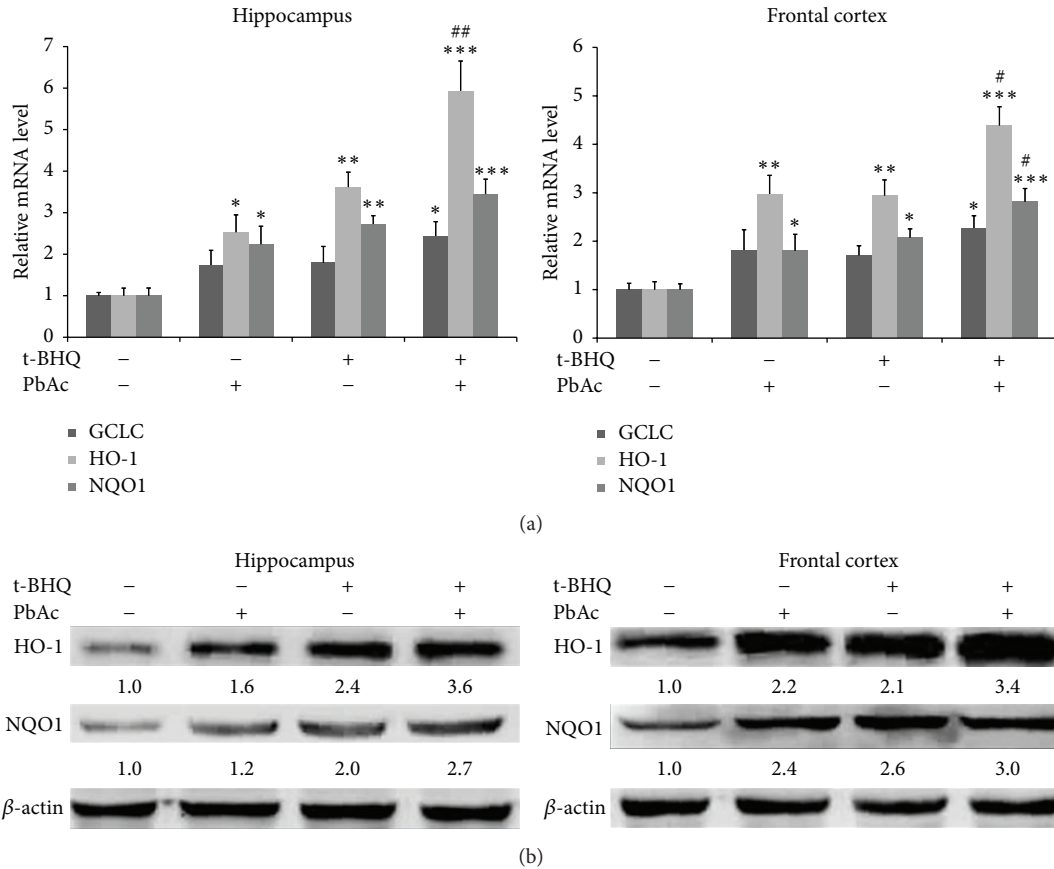 Hippocampus
##
***
**
***
**
*
*
*
7
6
5
4
3
2
1
0
Relative mRNA level
t-BHQ − − + +
PbAc − + − +
GCLC
HO-1
NQO1
Frontal cortex
#
***
#
***
**
**
*
*
*
6
5
4
3
2
1
0
Relative mRNA level
− − + +
− + − +
GCLC
HO-1
NQO1
(a)
Hippocampus
t-BHQ − − + +
PbAc − + − +
HO-1
1.0 1.6 2.4 3.6
NQO1
1.0 1.2 2.0 2.7
β-actin
Frontal cortex
t-BHQ − − + +
PbAc − + − +
HO-1
1.0 2.2 2.1 3.4
NQO1
1.0 2.4 2.6 3.0
β-actin
(b)